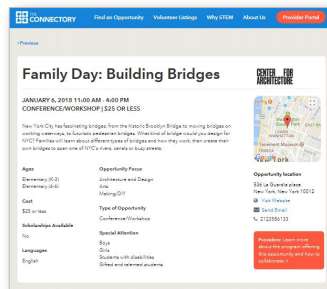 THE
CONNECTORY
Find an Opportunity
Volunteer Listings
Why STEM
About Us
Provider Portal
‹Previous
Family Day: Building Bridges
CENTER FOR
ARCHITECTURE
JANUARY 6, 2018 11:00 AM - 4:00 PM
CONFERENCE/WORKSHOP | $25 OR LESS
New York City has fascinating bridges, from the historic Brooklyn Bridge to moving bridges on
working waterways, to futuristic pedestrian bridges. What kind of bridge would you design for
NYC? Families will learn about different types of bridges and how they work, then create their
own bridges to span one of NYC's rivers, canals or busy streets.
Ages
Elementary (K-3)
Elementary (4-6)
Cost
$25 or less
Scholarships Available
No
Languages
English
Opportunity Focus
Architecture and Design
Arts
Making/DIY
Type of Opportunity
Conference/Workshop
Special Attention
Boys
Girls
Students with disabilities
Gifted and talented students
LOWER
MANHATTAN
Tenement Museum
TRIBECA
New York
Opportunity location
536 La Guardia place
New York, New York 10012
Visit Website
Send Email
2123586133
Providers: Learn more
about the program offering
this opportunity and how to
collaborate. >